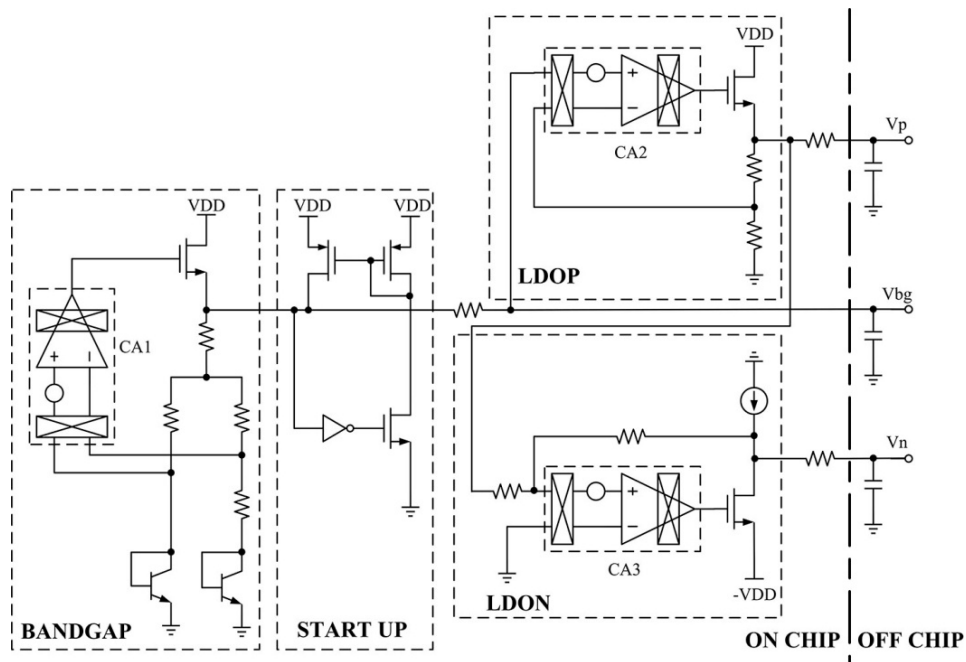 VDD
+
−
CA2
LDOP
Vp
VDD
+
−
CA1
BANDGAP
VDD
VDD
START UP
Vbg
+
−
CA3
-VDD
LDON
Vn
ON CHIP
OFF CHIP